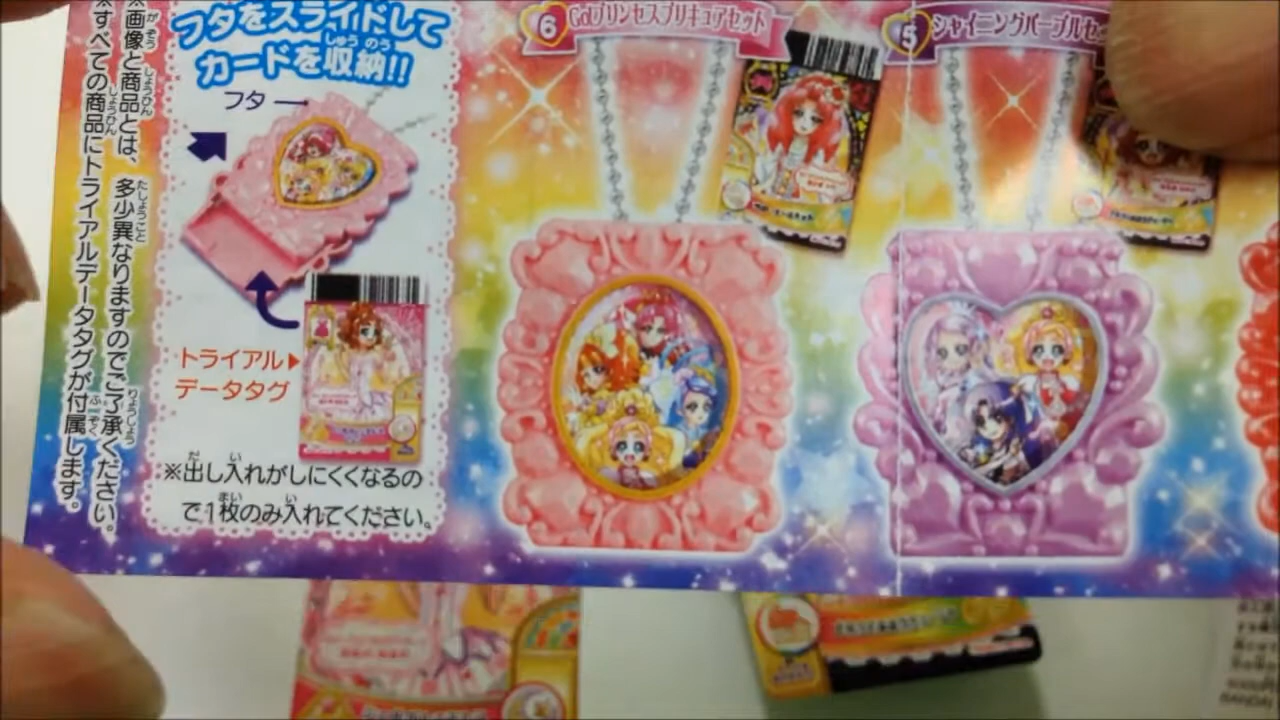 ※画像と商品とは、多少異なりますのでご了承ください。
※すべての商品にトライアルデータタグが付属します。
フタをスライドして
カードを収納!!
フタ
トライアル
データタグ
※出し入れがしにくくなるの
で1枚のみ入れてください。
6 Go!プリンセスプリキュアセット
5 シャイニングパープルセ